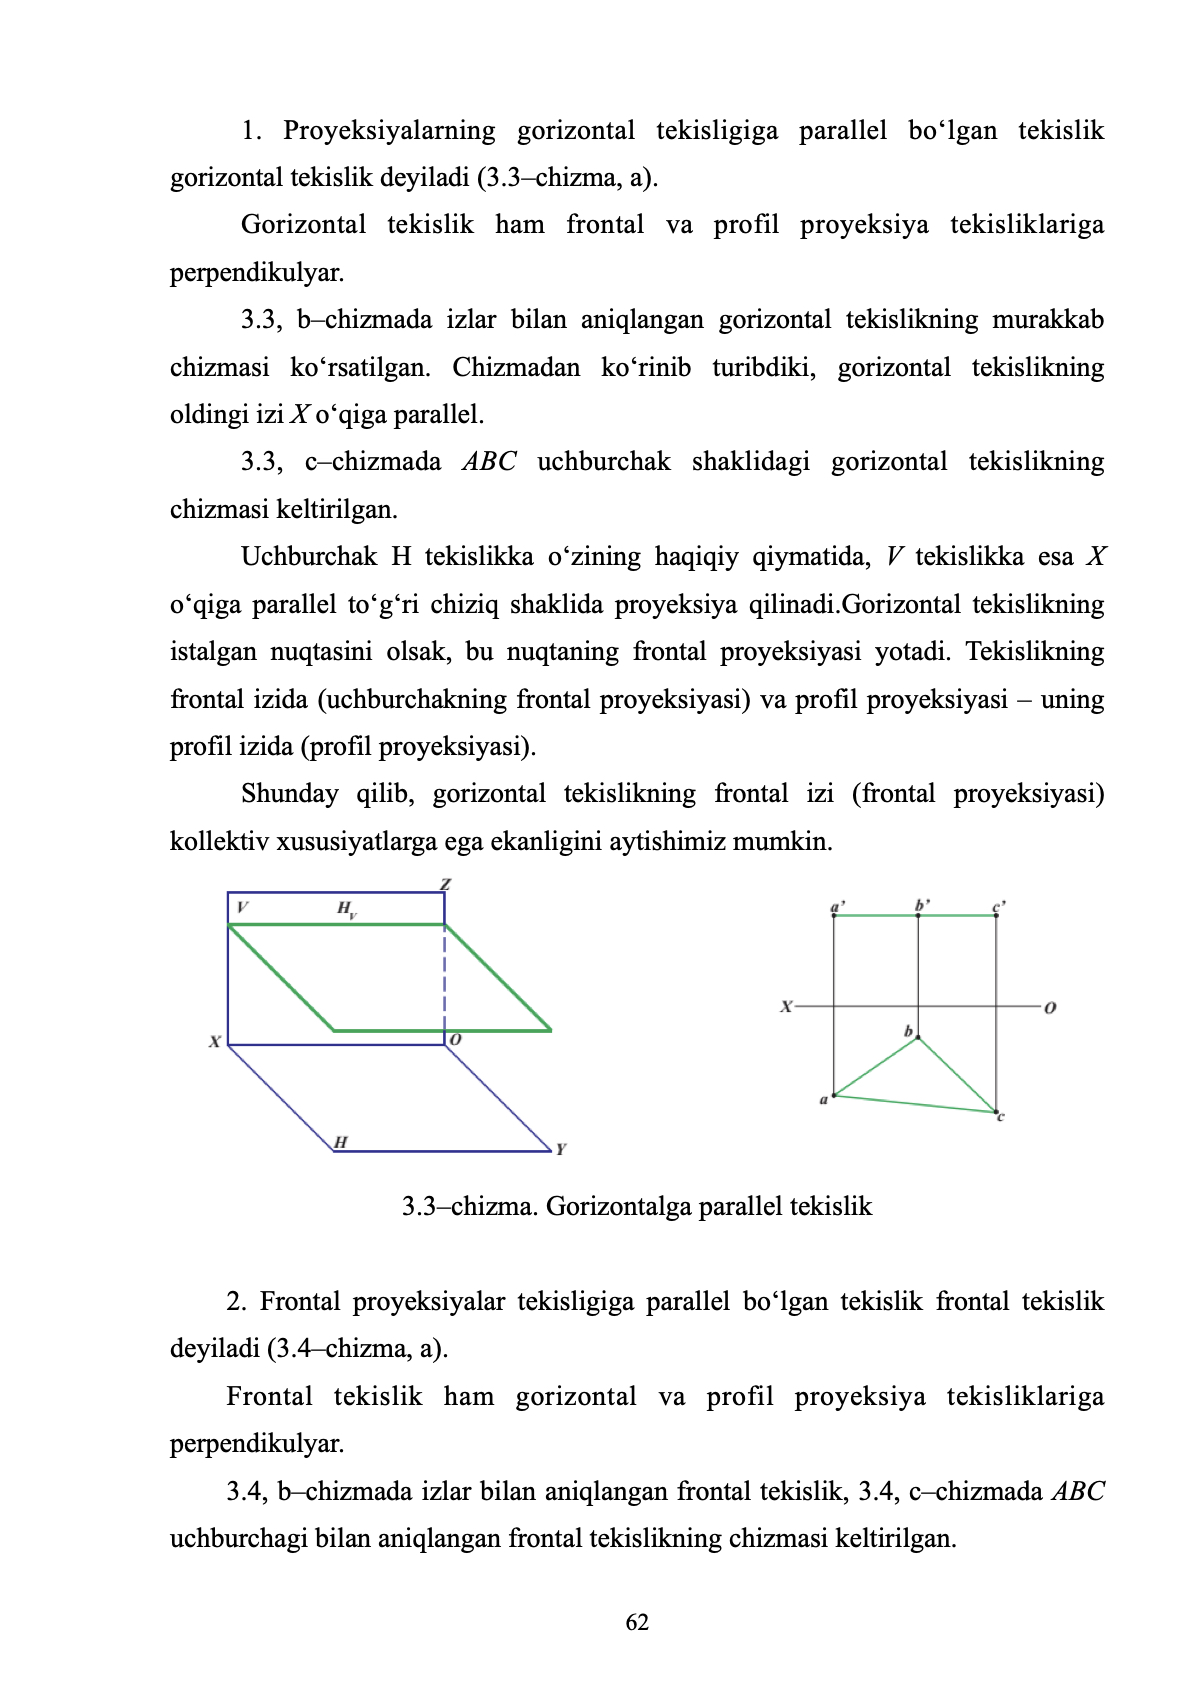 1. Proyeksiyalarning gorizontal tekisligiga parallel bo‘lgan tekislik
gorizontal tekislik deyiladi (3.3–chizma, a).
Gorizontal tekislik ham frontal va profil proyeksiya tekisliklariga
perpendikulyar.
3.3, b–chizmada izlar bilan aniqlangan gorizontal tekislikning murakkab
chizmasi ko‘rsatilgan. Chizmadan ko‘rinib turibdiki, gorizontal tekislikning
oldingi izi X o‘qiga parallel.
3.3, c–chizmada ABC uchburchak shaklidagi gorizontal tekislikning
chizmasi keltirilgan.
Uchburchak H tekislikka o‘zining haqiqiy qiymatida, V tekislikka esa X
o‘qiga parallel to‘g‘ri chiziq shaklida proyeksiya qilinadi.Gorizontal tekislikning
istalgan nuqtasini olsak, bu nuqtaning frontal proyeksiyasi yotadi. Tekislikning
frontal izida (uchburchakning frontal proyeksiyasi) va profil proyeksiyasi – uning
profil izida (profil proyeksiyasi).
Shunday qilib, gorizontal tekislikning frontal izi (frontal proyeksiyasi)
kollektiv xususiyatlarga ega ekanligini aytishimiz mumkin.
Z
V H_V
X O
H Y
a’ b’ c’
X O
b
a
c
3.3–chizma. Gorizontalga parallel tekislik
2. Frontal proyeksiyalar tekisligiga parallel bo‘lgan tekislik frontal tekislik
deyiladi (3.4–chizma, a).
Frontal tekislik ham gorizontal va profil proyeksiya tekisliklariga
perpendikulyar.
3.4, b–chizmada izlar bilan aniqlangan frontal tekislik, 3.4, c–chizmada ABC
uchburchagi bilan aniqlangan frontal tekislikning chizmasi keltirilgan.
62